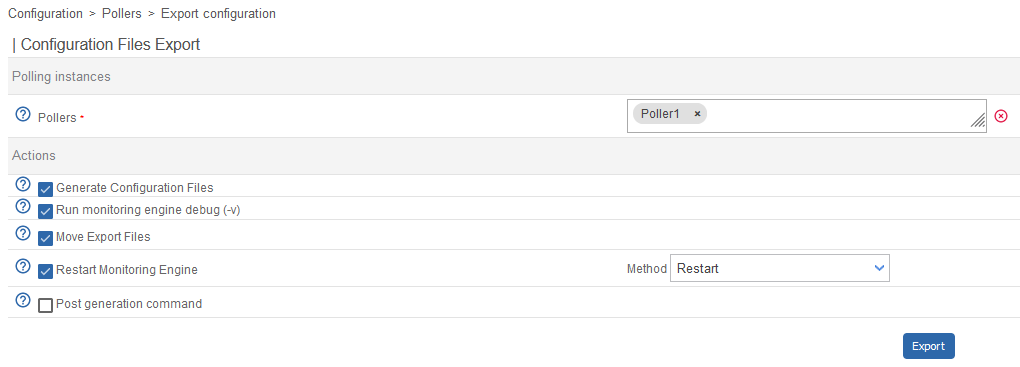 Configuration > Pollers > Export configuration
Configuration Files Export
Polling instances
Pollers *
Poller1 ×
Actions
Generate Configuration Files
Run monitoring engine debug (-v)
Move Export Files
Restart Monitoring Engine Method Restart
Post generation command
Export